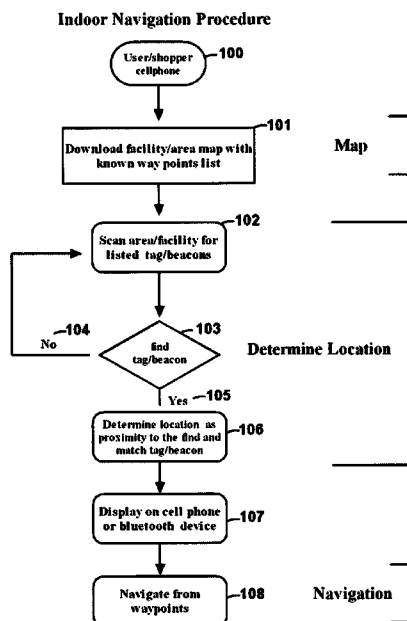 Indoor Navigation Procedure
100
User/shopper
cellphone
101
Download facility/area map with
known way points list
Map
102
Scan area/facility for
listed tag/beacons
104
No
103
find
tag/beacon
Determine Location
105
Yes
106
Determine location as
proximity to the find and
match tag/beacon
Display on cell phone
or bluetooth device
107
Navigate from
waypoints
108
Navigation